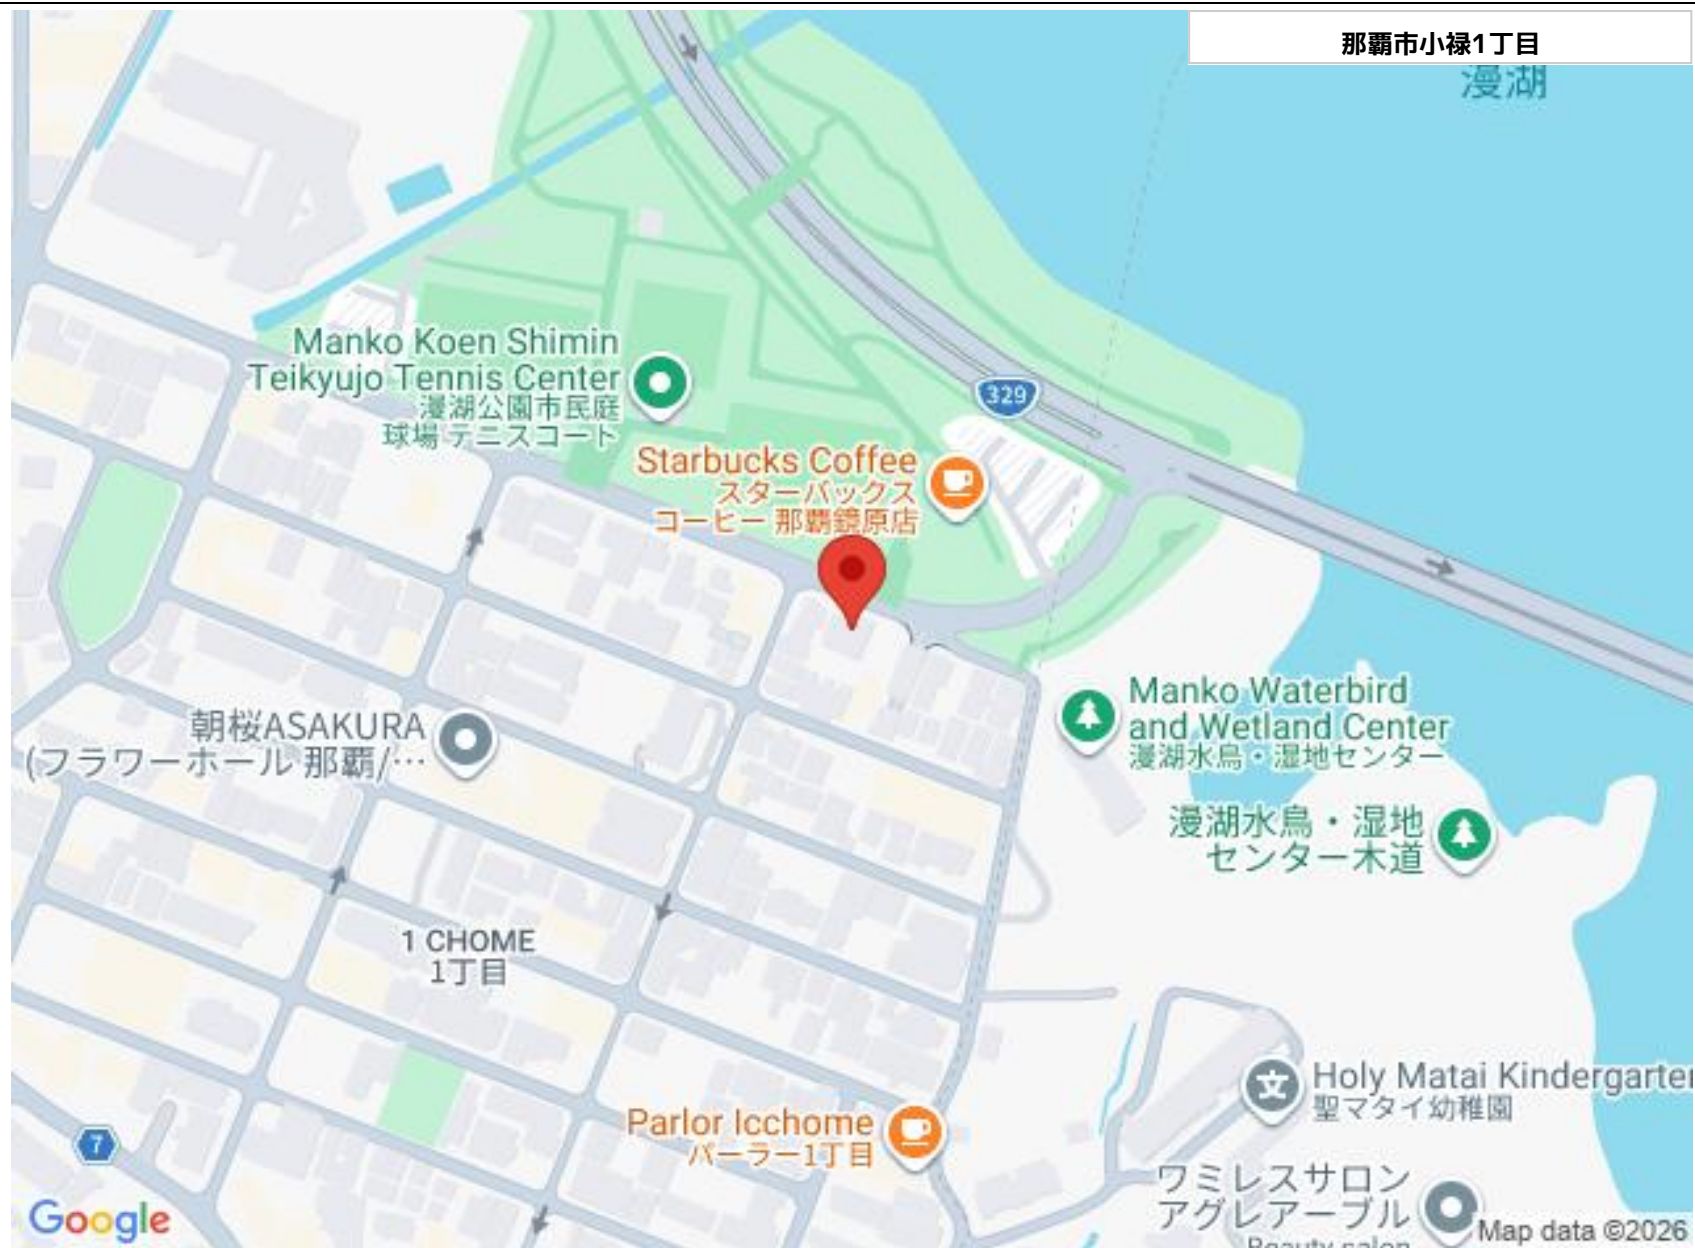 那覇市小禄1丁目
漫湖
Manko Koen Shimin
Teikyujo Tennis Center
漫湖公園市民庭
球場 テニスコート
329
Starbucks Coffee
スターバックス
コーヒー 那覇鏡原店
Manko Waterbird
and Wetland Center
漫湖水鳥・湿地センター
朝桜ASAKURA
(フラワーホール 那覇/…
漫湖水鳥・湿地
センター木道
1 CHOME
1丁目
Holy Matai Kindergarten
聖マタイ幼稚園
Parlor Icchome
パーラー1丁目
7
ワミレスサロン
アグレアーブル
Beauty salon
Google
Map data ©2026